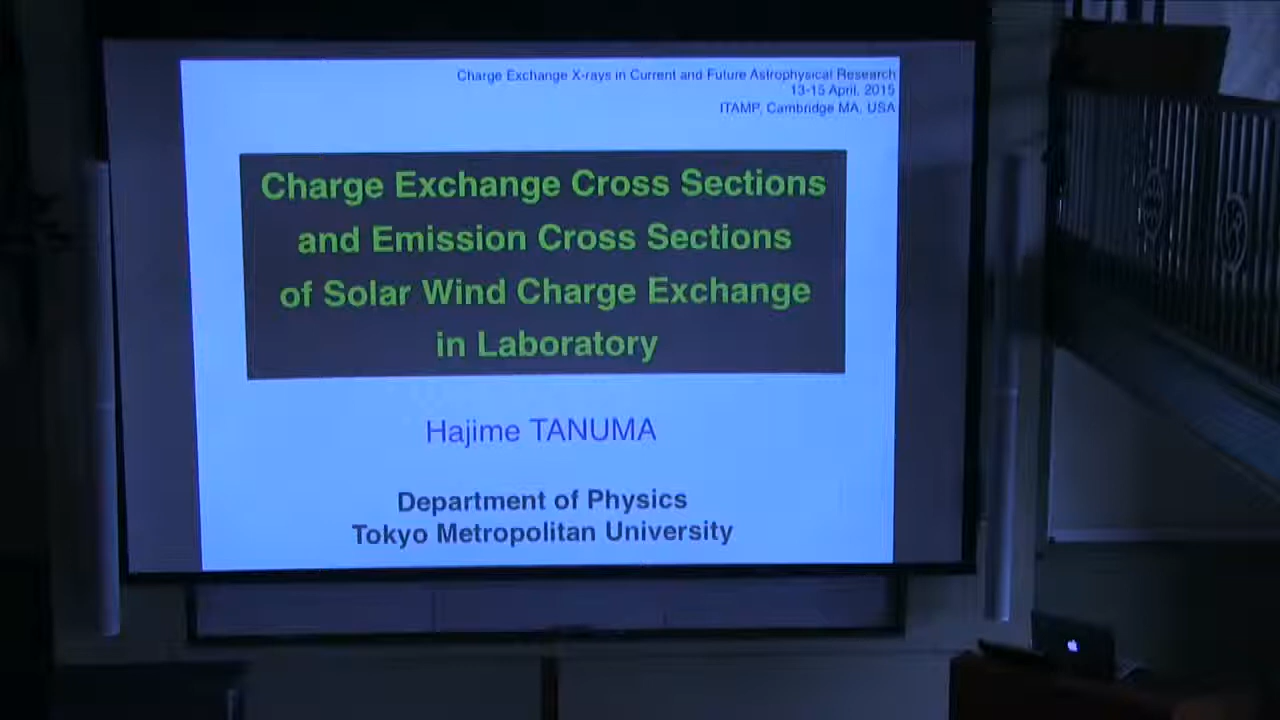 Charge Exchange X-rays in Current and Future Astrophysical Research
13-15 April, 2015
ITAMP, Cambridge MA, USA
Charge Exchange Cross Sections
and Emission Cross Sections
of Solar Wind Charge Exchange
in Laboratory
Hajime TANUMA
Department of Physics
Tokyo Metropolitan University